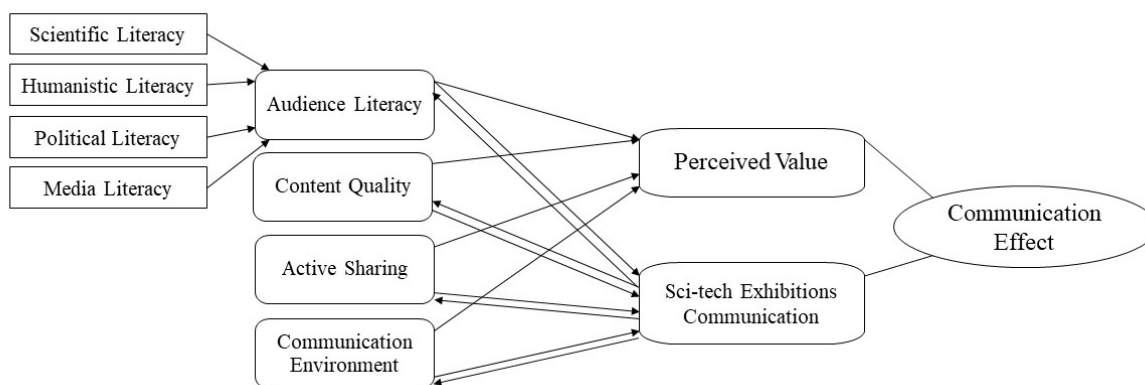 Scientific Literacy
Humanistic Literacy
Political Literacy
Media Literacy
Audience Literacy
Content Quality
Active Sharing
Communication
Environment
Perceived Value
Sci-tech Exhibitions
Communication
Communication
Effect